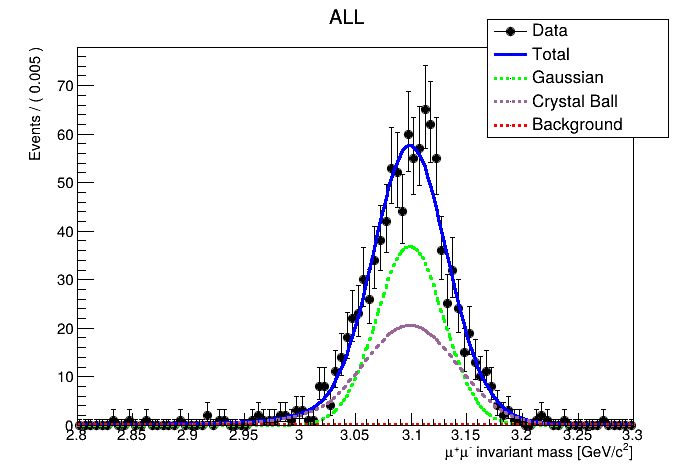 ALL
Data
Total
Gaussian
Crystal Ball
Background
Events / ( 0.005 )
70
60
50
40
30
20
10
0
2.8 2.85 2.9 2.95 3 3.05 3.1 3.15 3.2 3.25 3.3
μ⁺μ⁻ invariant mass [GeV/c²]